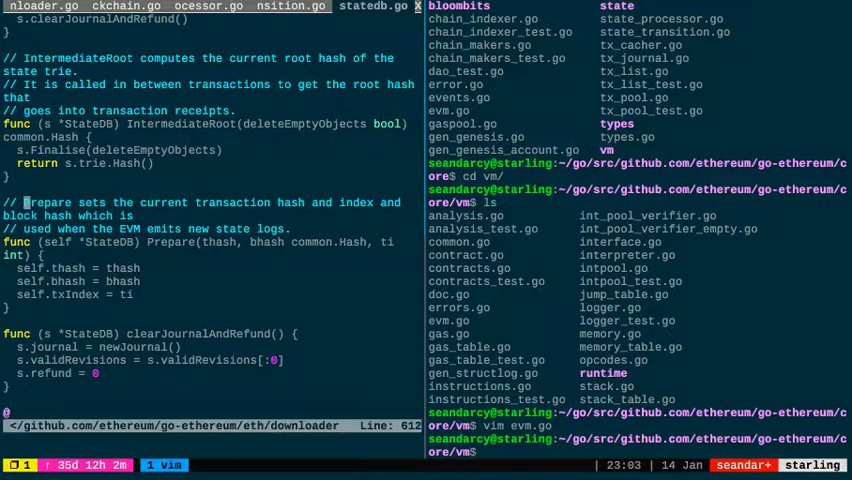 nloader.go  ckchain.go  ocessor.go  nsition.go  statedb.go X
  s.clearJournalAndRefund()
}

// IntermediateRoot computes the current root hash of the
state trie.
// It is called in between transactions to get the root hash
that
// goes into transaction receipts.
func (s *StateDB) IntermediateRoot(deleteEmptyObjects bool)
common.Hash {
  s.Finalise(deleteEmptyObjects)
  return s.trie.Hash()
}

// Prepare sets the current transaction hash and index and
block hash which is
// used when the EVM emits new state logs.
func (self *StateDB) Prepare(thash, bhash common.Hash, ti
int) {
  self.thash = thash
  self.bhash = bhash
  self.txIndex = ti
}

func (s *StateDB) clearJournalAndRefund() {
  s.journal = newJournal()
  s.validRevisions = s.validRevisions[:0]
  s.refund = 0
}

@
</github.com/ethereum/go-ethereum/eth/downloader   Line: 612
bloombits                state
chain_indexer.go         state_processor.go
chain_indexer_test.go    state_transition.go
chain_makers.go          tx_cacher.go
chain_makers_test.go     tx_journal.go
dao_test.go              tx_list.go
error.go                 tx_list_test.go
events.go                tx_pool.go
evm.go                   tx_pool_test.go
gaspool.go               types
gen_genesis.go           types.go
gen_genesis_account.go   vm
seandarcy@starling:~/go/src/github.com/ethereum/go-ethereum/c
ore$ cd vm/
seandarcy@starling:~/go/src/github.com/ethereum/go-ethereum/c
ore/vm$ ls
analysis.go            int_pool_verifier.go
analysis_test.go       int_pool_verifier_empty.go
common.go              interface.go
contract.go            interpreter.go
contracts.go           intpool.go
contracts_test.go      intpool_test.go
doc.go                 jump_table.go
errors.go              logger.go
evm.go                 logger_test.go
gas.go                 memory.go
gas_table.go           memory_table.go
gas_table_test.go      opcodes.go
gen_structlog.go       runtime
instructions.go        stack.go
instructions_test.go   stack_table.go
seandarcy@starling:~/go/src/github.com/ethereum/go-ethereum/c
ore/vm$ vim evm.go
seandarcy@starling:~/go/src/github.com/ethereum/go-ethereum/c
ore/vm$
1  ↑ 35d 12h 2m  1 vim  | 23:03 | 14 Jan  seandar+  starling